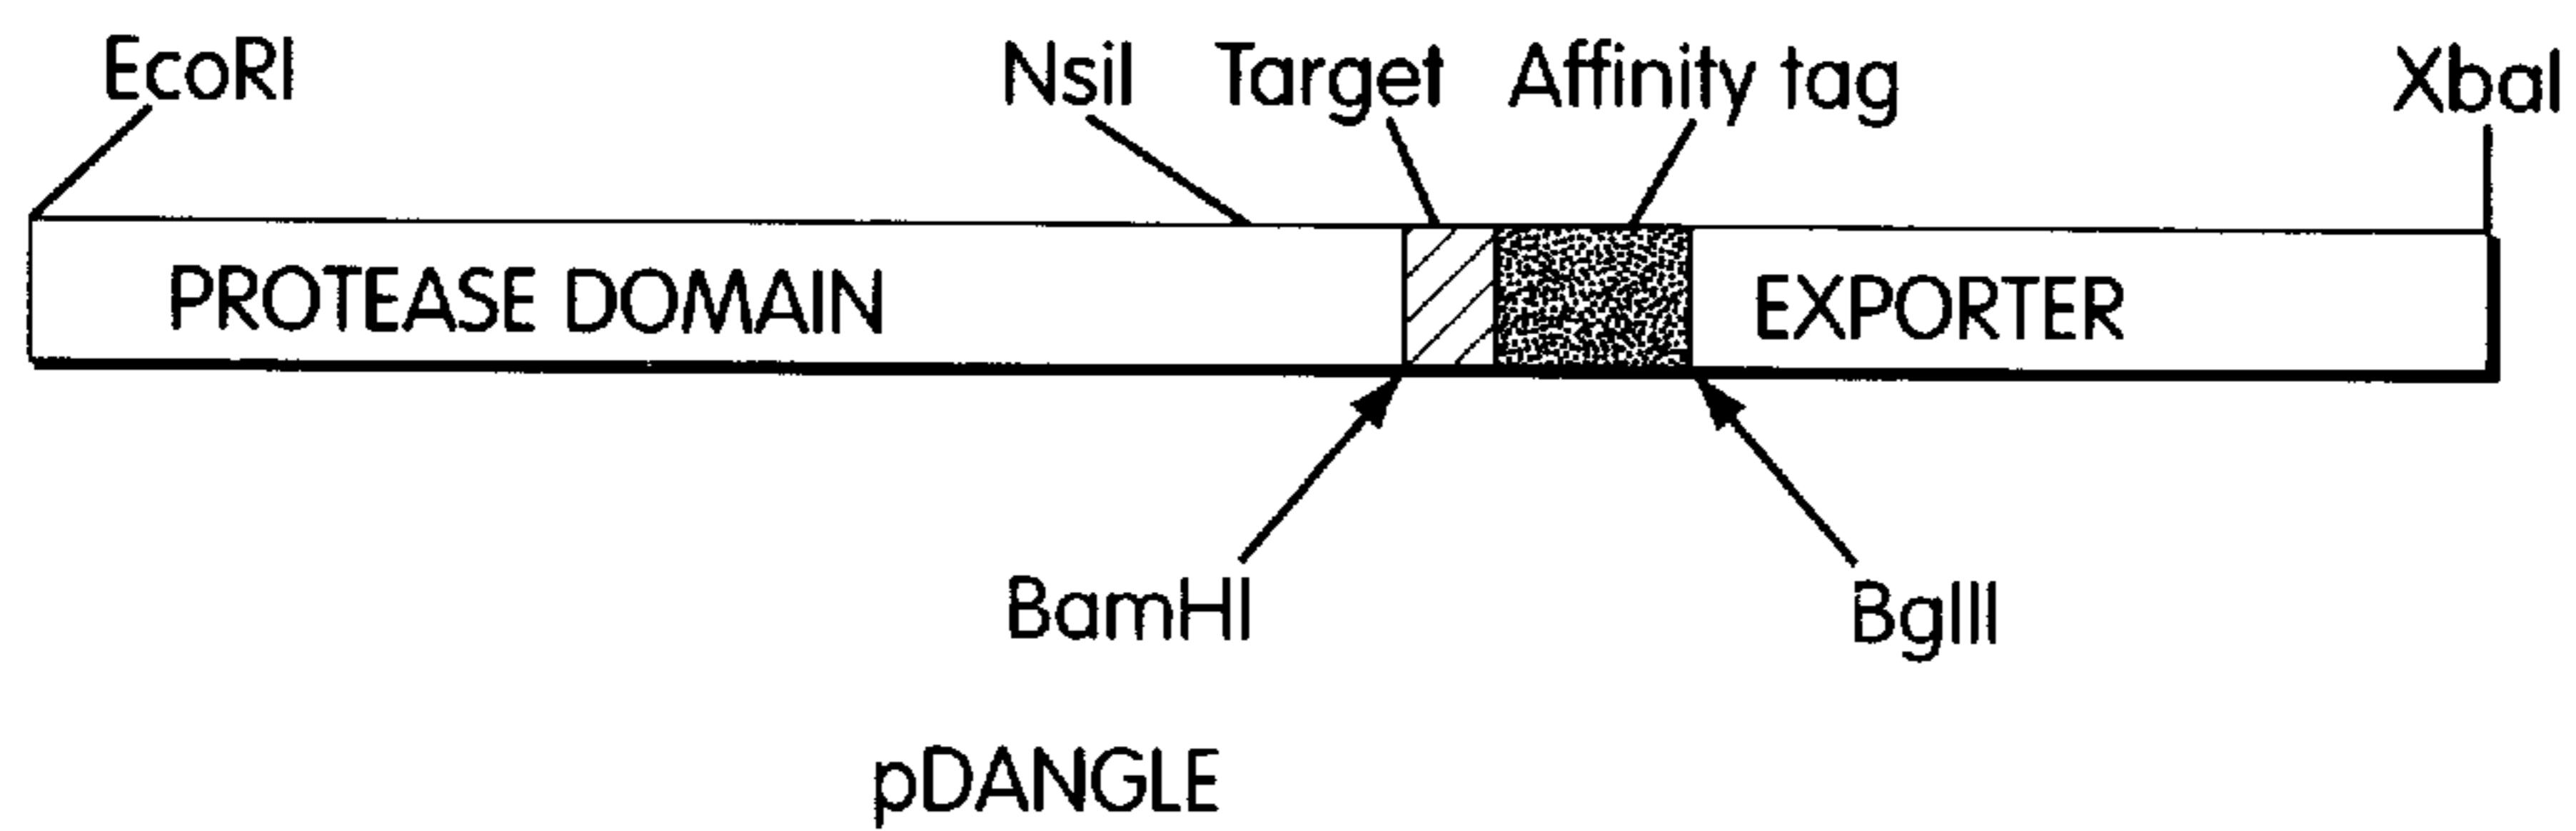 EcoRI NsiI Target Affinity tag XbaI
PROTEASE DOMAIN EXPORTER
BamHI BglII
pDANGLE